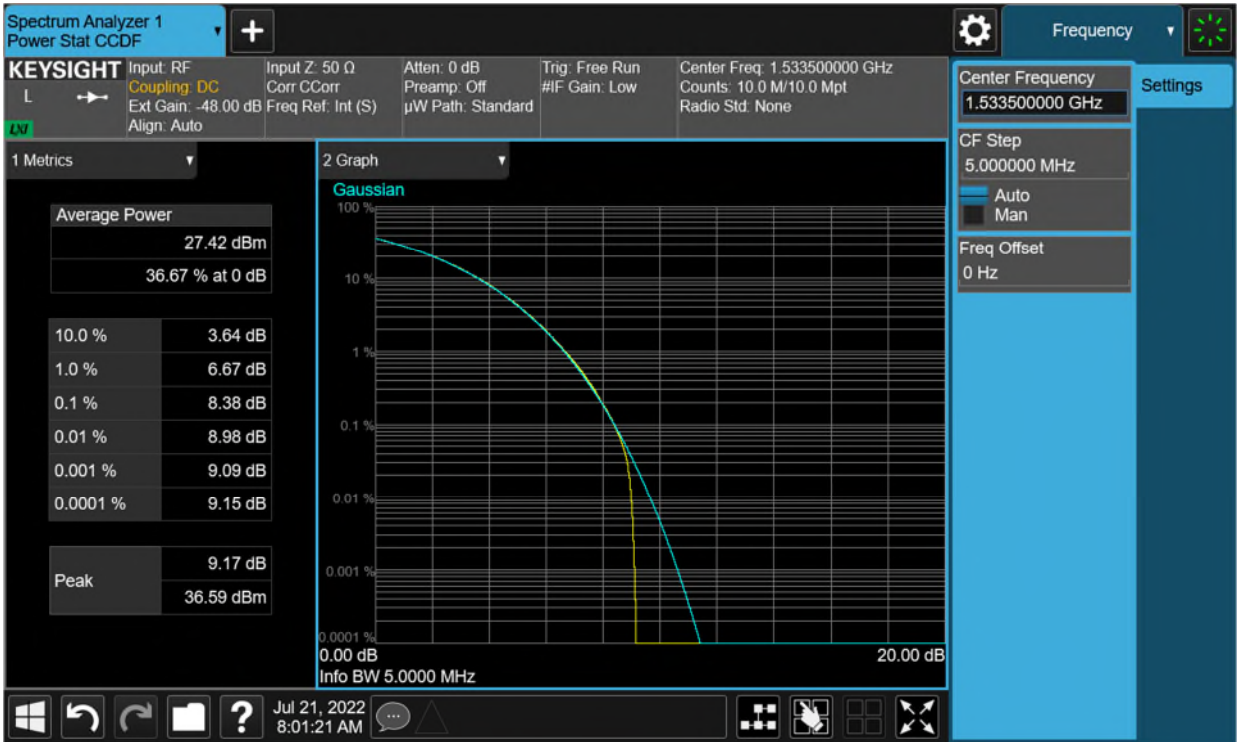 Spectrum Analyzer 1
Power Stat CCDF
Frequency
KEYSIGHT
L
LXI
Input: RF
Coupling: DC
Ext Gain: -48.00 dB
Align: Auto
Input Z: 50 Ω
Corr CCorr
Freq Ref: Int (S)
Atten: 0 dB
Preamp: Off
µW Path: Standard
Trig: Free Run
#IF Gain: Low
Center Freq: 1.533500000 GHz
Counts: 10.0 M/10.0 Mpt
Radio Std: None
Center Frequency
1.533500000 GHz
Settings
CF Step
5.000000 MHz
Auto
Man
Freq Offset
0 Hz
1 Metrics
Average Power
27.42 dBm
36.67 % at 0 dB
10.0 % 3.64 dB
1.0 % 6.67 dB
0.1 % 8.38 dB
0.01 % 8.98 dB
0.001 % 9.09 dB
0.0001 % 9.15 dB
Peak
9.17 dB
36.59 dBm
2 Graph
Gaussian
100 %
10 %
1 %
0.1 %
0.01 %
0.001 %
0.0001 %
0.00 dB 20.00 dB
Info BW 5.0000 MHz
?
Jul 21, 2022
8:01:21 AM